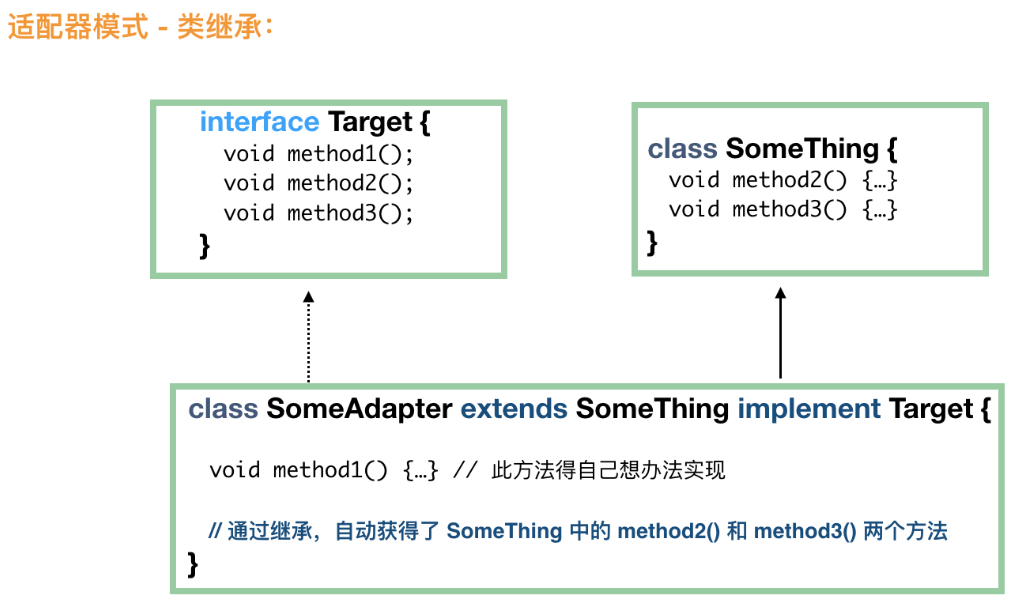 适配器模式 - 类继承：
interface Target {
void method1();
void method2();
void method3();
}
class SomeThing {
void method2() {…}
void method3() {…}
}
class SomeAdapter extends SomeThing implement Target {
void method1() {…} // 此方法得自己想办法实现
// 通过继承，自动获得了 SomeThing 中的 method2() 和 method3() 两个方法
}